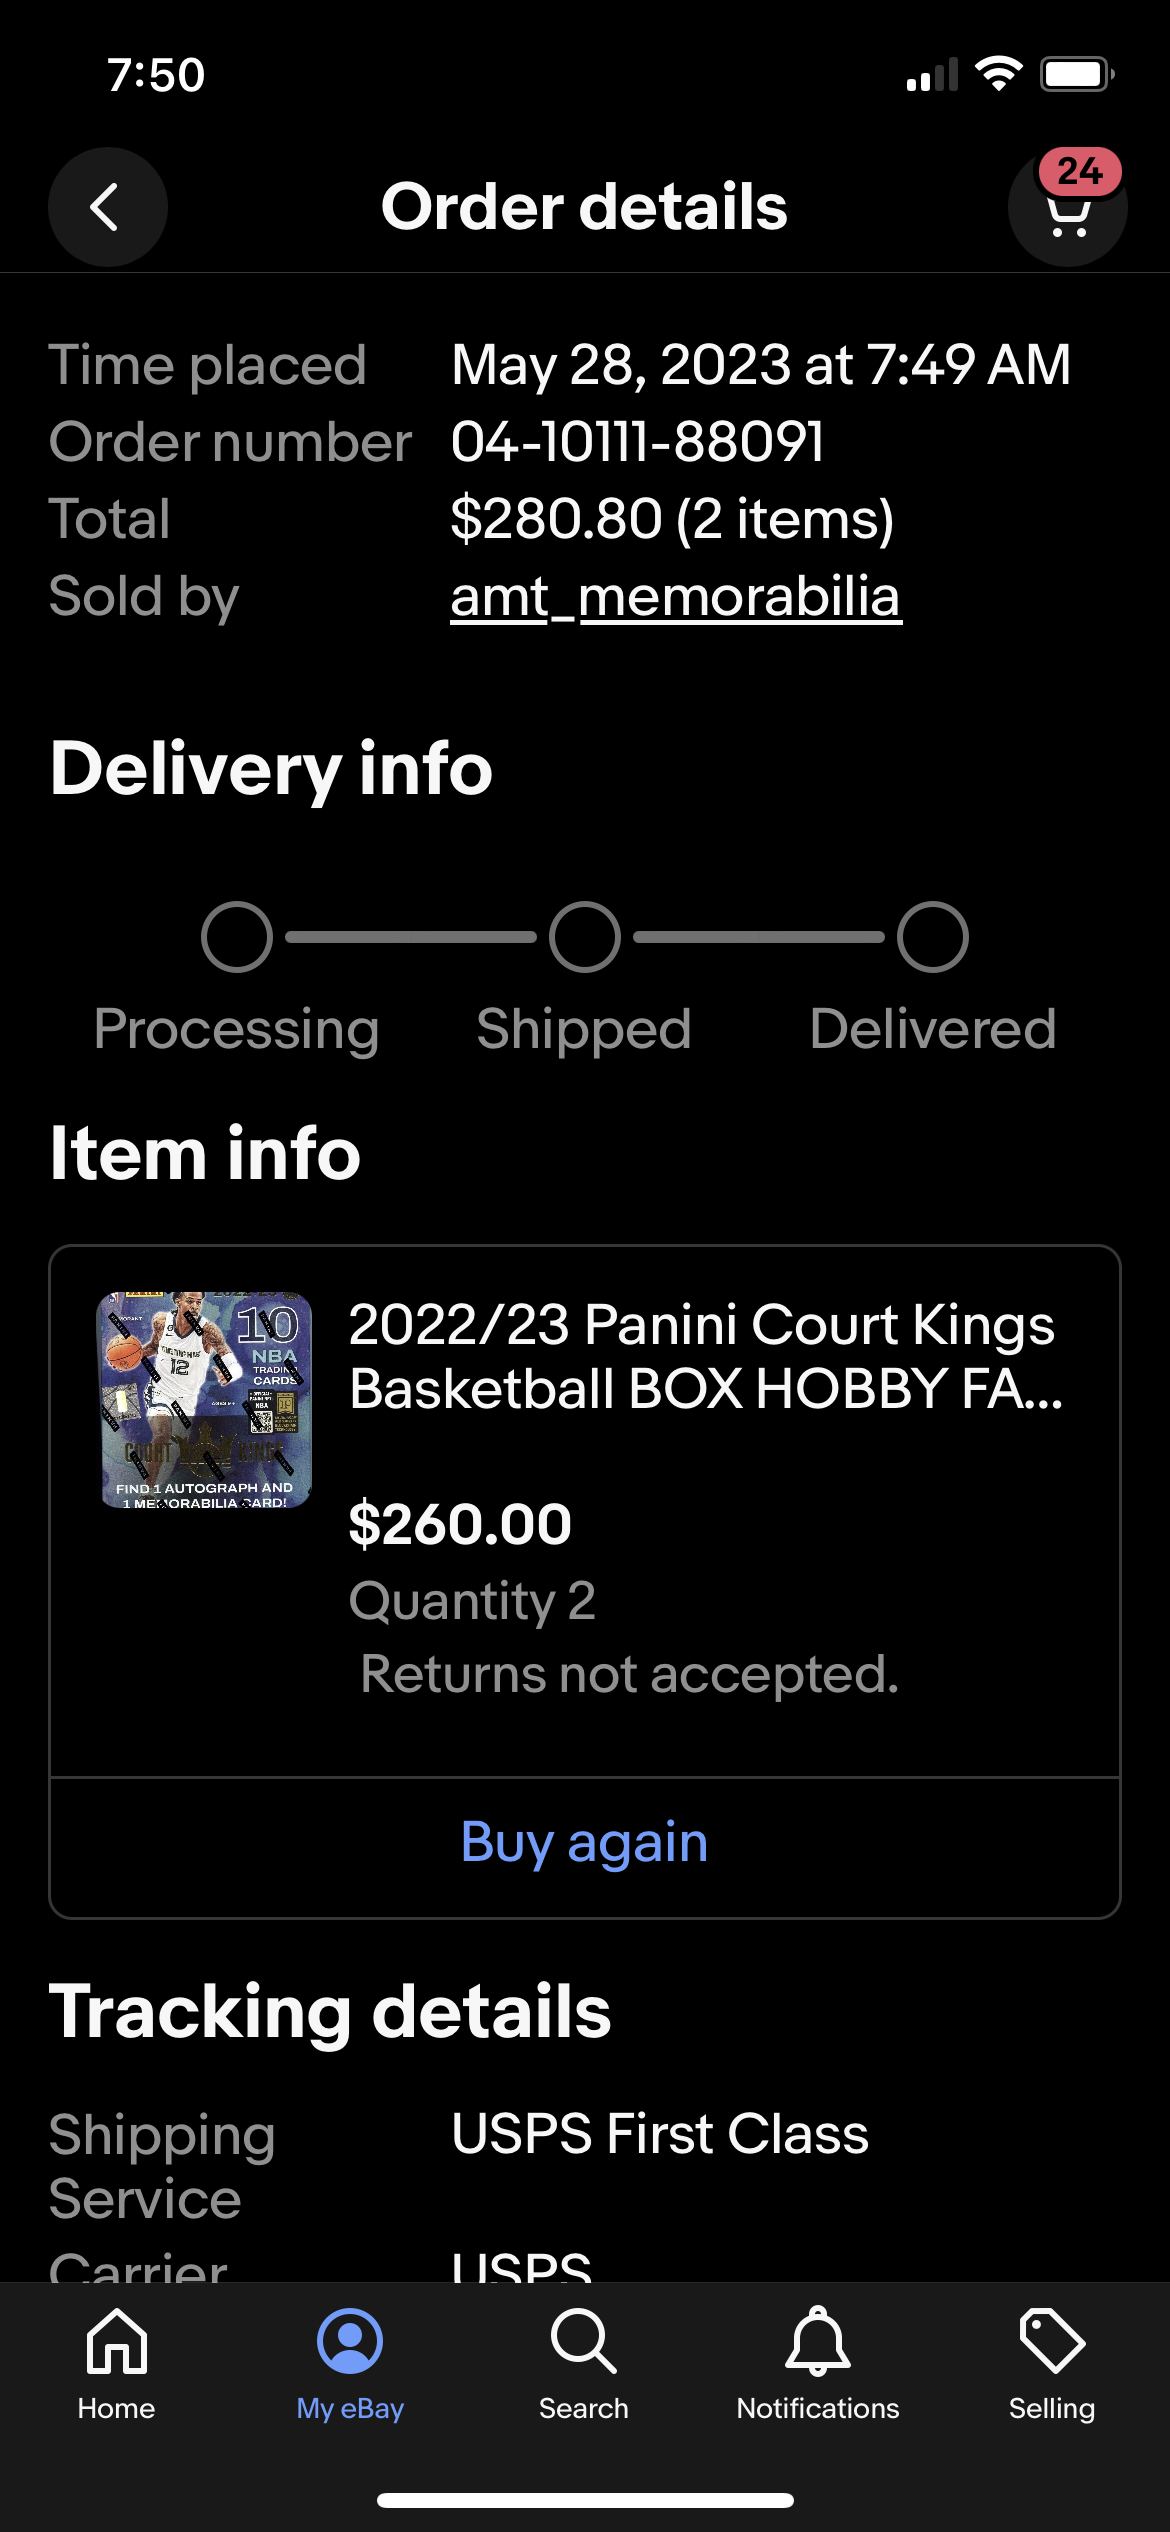 7:50
24
Order details
Time placed May 28, 2023 at 7:49 AM
Order number 04-10111-88091
Total $280.80 (2 items)
Sold by amt_memorabilia
Delivery info
Processing Shipped Delivered
Item info
10
NBA
TRADING
CARDS
12
COURT KINGS
FIND 1 AUTOGRAPH AND
1 MEMORABILIA CARD!
2022/23 Panini Court Kings
Basketball BOX HOBBY FA...
$260.00
Quantity 2
Returns not accepted.
Buy again
Tracking details
Shipping USPS First Class
Service
Carrier USPS
Home My eBay Search Notifications Selling